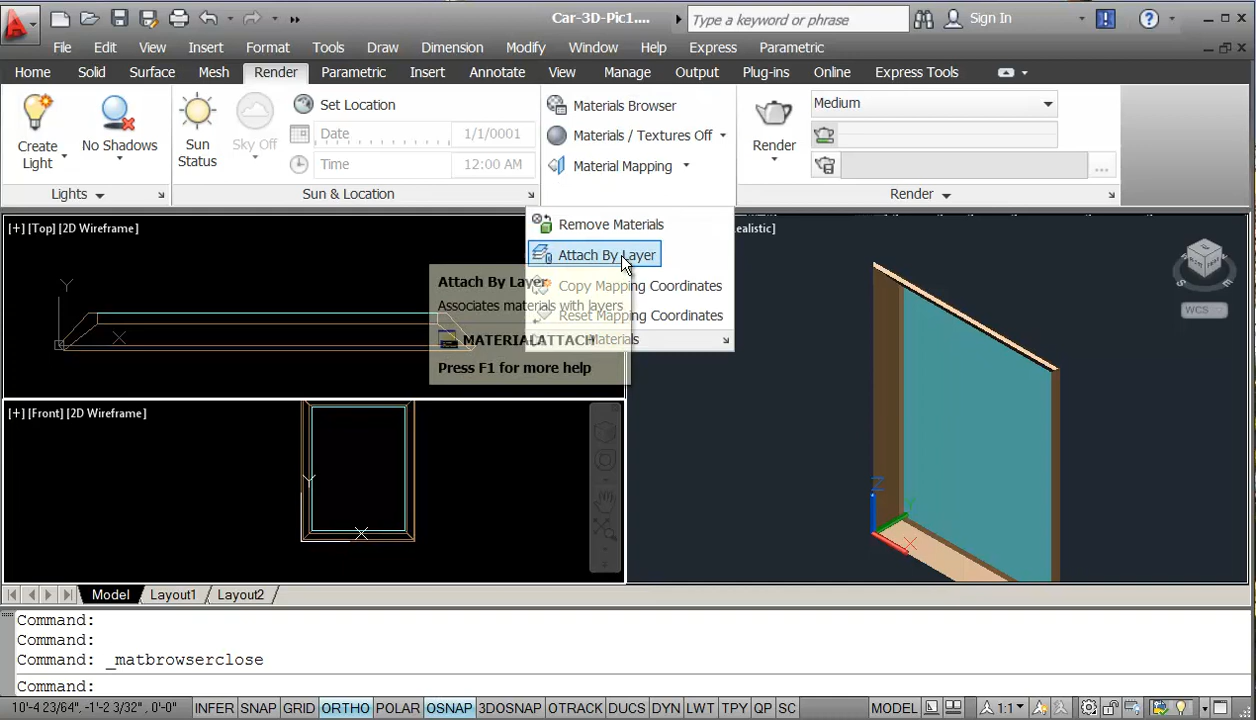 Car-3D-Pic1....
Type a keyword or phrase
Sign In
File Edit View Insert Format Tools Draw Dimension Modify Window Help Express Parametric
Home Solid Surface Mesh Render Parametric Insert Annotate View Manage Output Plug-ins Online Express Tools
Create Light
No Shadows
Sun Status
Sky Off
Set Location
Date 1/1/0001
Time 12:00 AM
Materials Browser
Materials / Textures Off
Material Mapping
Render
Medium
...
Lights
Sun & Location
Render
Remove Materials
Attach By Layer
Copy Mapping Coordinates
Reset Mapping Coordinates
Materials
Attach By Layer
Associates materials with layers
MATERIALATTACH
Press F1 for more help
[+] [Top] [2D Wireframe]
ealistic]
Y
X
WCS
[+] [Front] [2D Wireframe]
Y
X
Z
Y
X
Model Layout1 Layout2
Command:
Command:
Command: _matbrowserclose
Command:
10'-4 23/64", -1'-2 3/32", 0'-0" INFER SNAP GRID ORTHO POLAR OSNAP 3DOSNAP OTRACK DUCS DYN LWT TPY QP SC MODEL 1:1